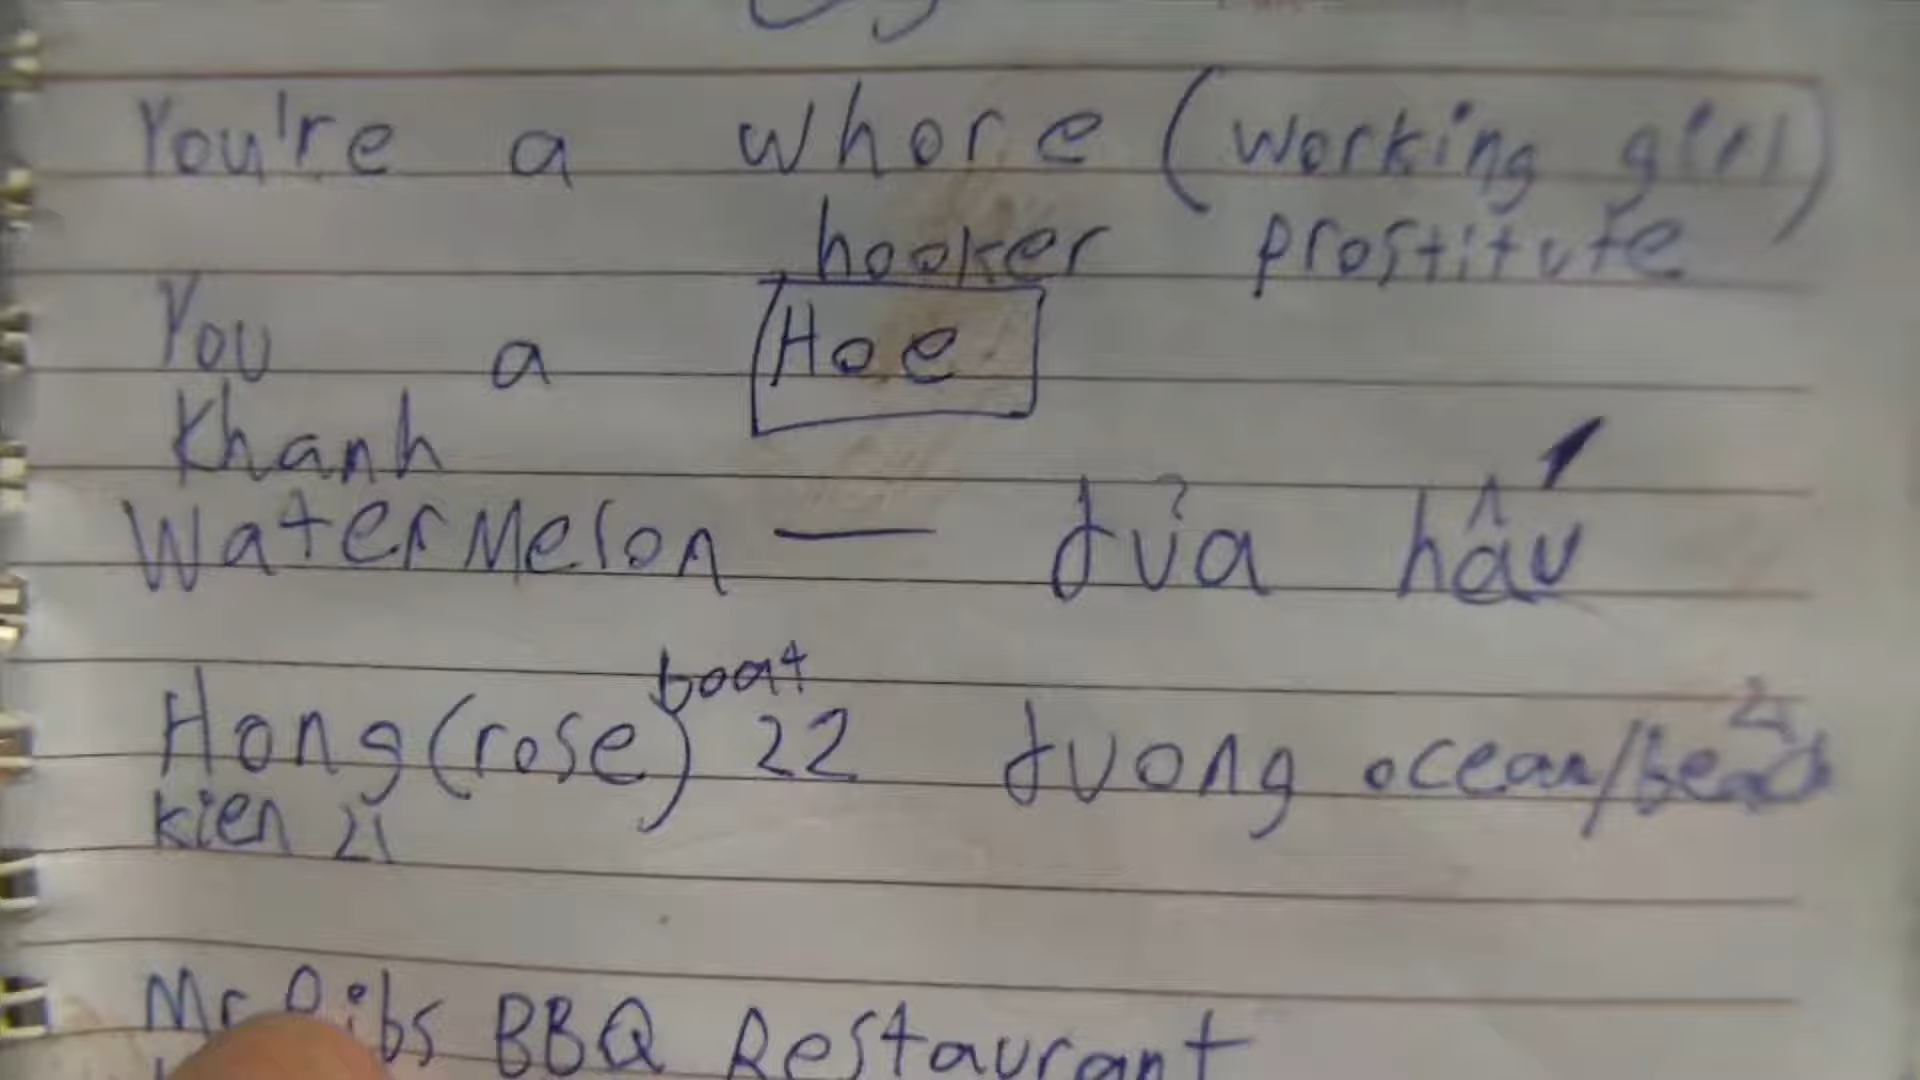 You're a whore (working girl)
hooker prostitute
You a Hoe
Khanh
Watermelon — đủa hấu
boat
Hong (rose) 22 đuong ocean/beach
kien 21
Mr Ribs BBQ Restaurant